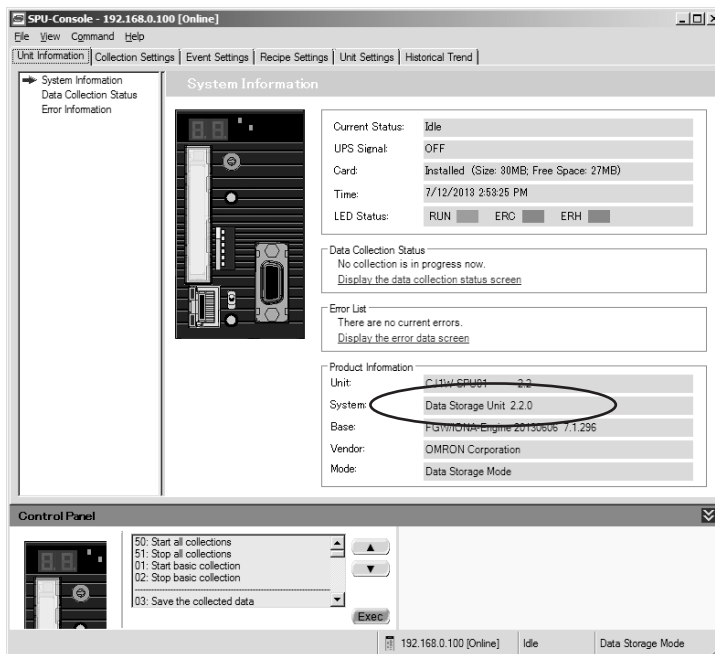 SPU-Console - 192.168.0.100 [Online]
File View Command Help
Unit Information Collection Settings Event Settings Recipe Settings Unit Settings Historical Trend
System Information
Data Collection Status
Error Information
System Information
Current Status: Idle
UPS Signal: OFF
Card: Installed (Size: 30MB; Free Space: 27MB)
Time: 7/12/2013 2:53:25 PM
LED Status: RUN ERC ERH
Data Collection Status
No collection is in progress now.
Display the data collection status screen
Error List
There are no current errors.
Display the error data screen
Product Information
Unit: CJ1W-SPU01 2.2
System: Data Storage Unit 2.2.0
Base: FGW/IONA-Engine 20130606 7.1.296
Vendor: OMRON Corporation
Mode: Data Storage Mode
Control Panel
50: Start all collections
51: Stop all collections
01: Start basic collection
02: Stop basic collection
03: Save the collected data
Exec
192.168.0.100 [Online] Idle Data Storage Mode